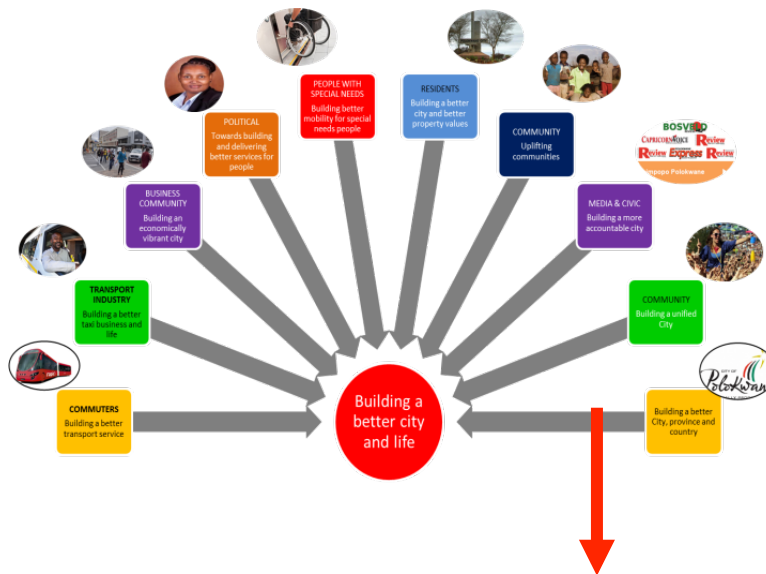 PEOPLE WITH
SPECIAL NEEDS
Building better
mobility for special
needs people
RESIDENTS
Building a better
city and better
property values
POLITICAL
Towards building
and delivering
better services for
people
COMMUNITY
Uplifting
communities
BUSINESS
COMMUNITY
Building an
economically
vibrant city
MEDIA & CIVIC
Building a more
accountable city
BOSVELD
CAPRICORN VOICE Review
Review Express Review
Polokwane
TRANSPORT
INDUSTRY
Building a better
taxi business and
life
COMMUNITY
Building a unified
City
COMMUTERS
Building a better
transport service
Building a
better city
and life
CITY OF
Building a better
City, province and
country